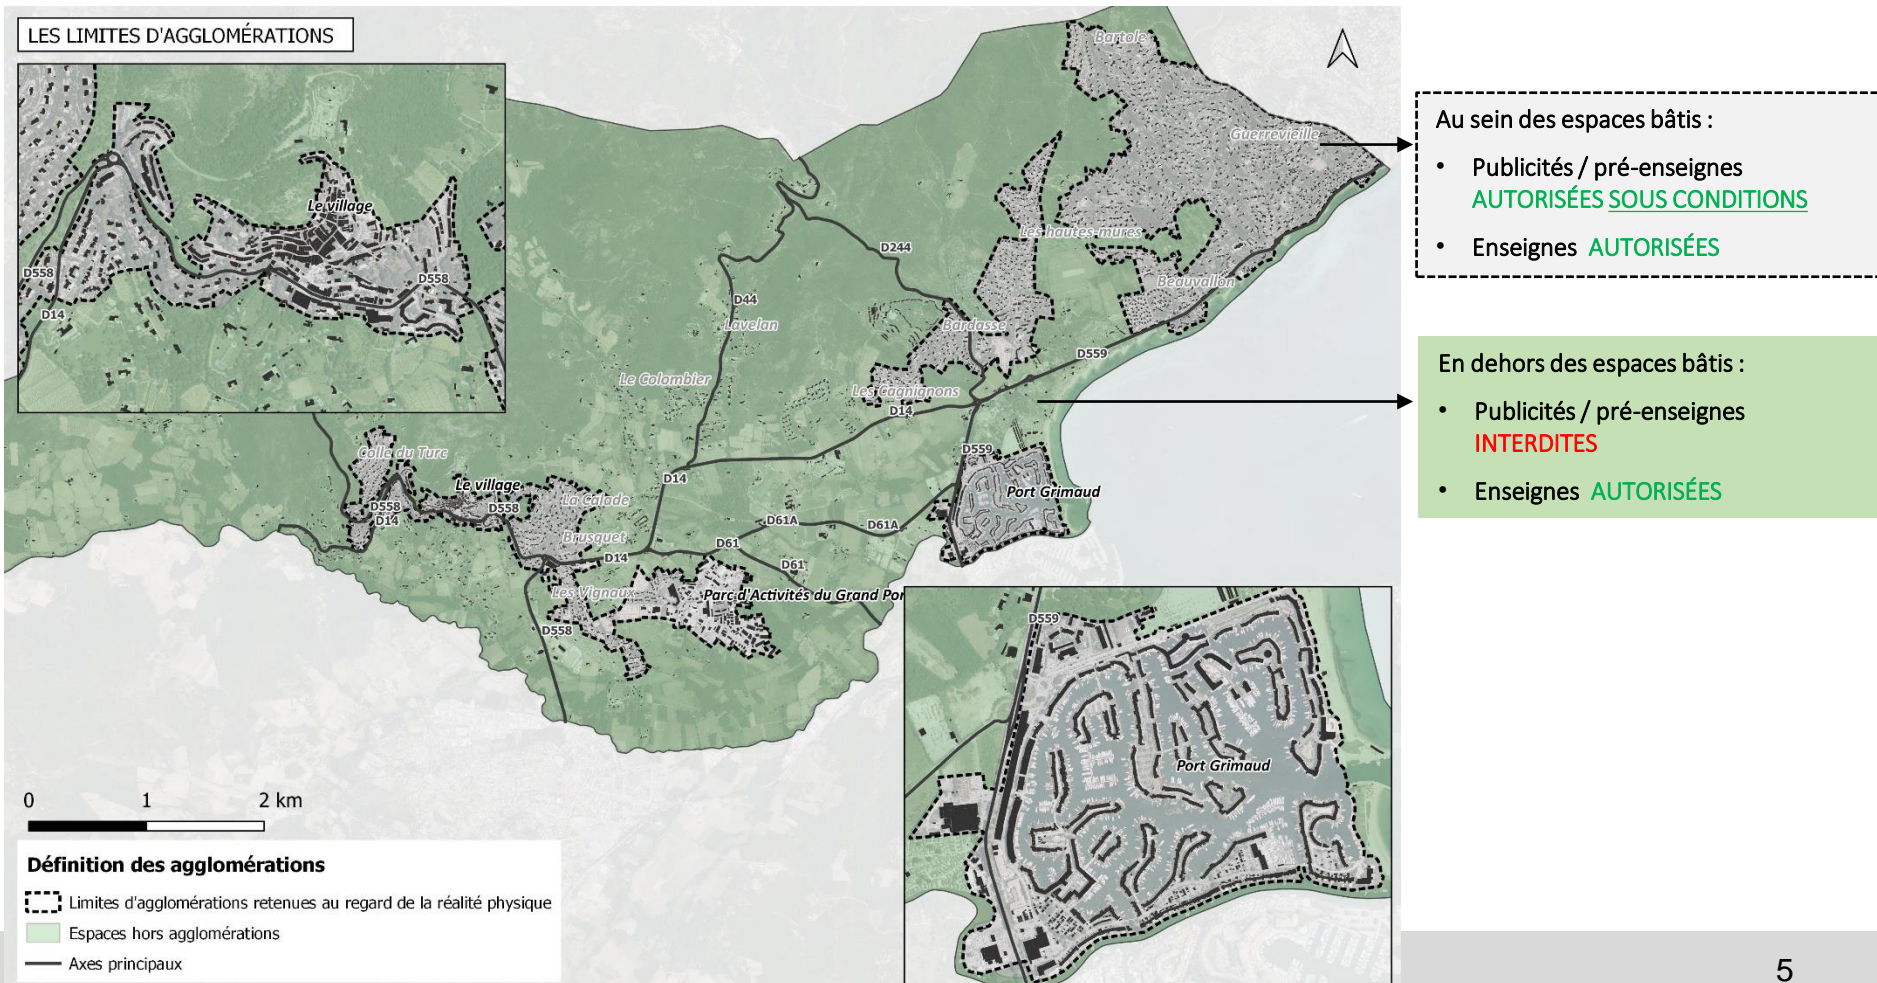 LES LIMITES D'AGGLOMÉRATIONS
Le village
D558
D558
D14
Bartole
Guerrevieille
Les hautes-mures
D244
Beauvallon
D44
Lavelan
Bardasse
D559
Le Colombier
Les Cagnignons
D14
Colle du Turc
D559
D14
Le village
Port Grimaud
La Calade
D558
D558
D14
D61A
D61A
Brusquet
D61
D14
D61
Les Vignaux
Parc d'Activités du Grand Por
D558
D559
Port Grimaud
0 1 2 km
Définition des agglomérations
Limites d'agglomérations retenues au regard de la réalité physique
Espaces hors agglomérations
Axes principaux
Au sein des espaces bâtis :
• Publicités / pré-enseignes
AUTORISÉES SOUS CONDITIONS
• Enseignes AUTORISÉES
En dehors des espaces bâtis :
• Publicités / pré-enseignes
INTERDITES
• Enseignes AUTORISÉES
5